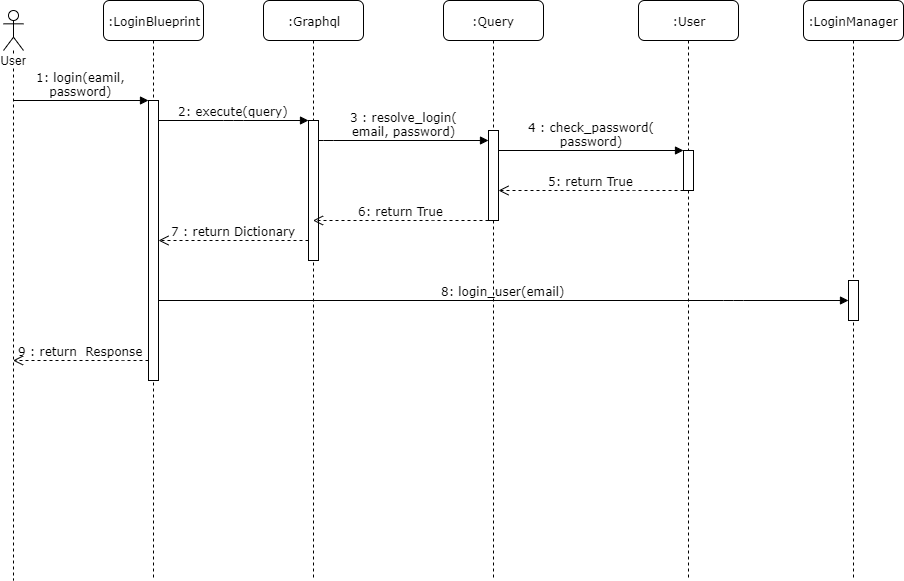 :LoginBlueprint
:Graphql
:Query
:User
:LoginManager
User
1: login(eamil,
password)
2: execute(query)
3 : resolve_login(
email, password)
4 : check_password(
password)
5: return True
6: return True
7 : return Dictionary
8: login_user(email)
9 : return  Response